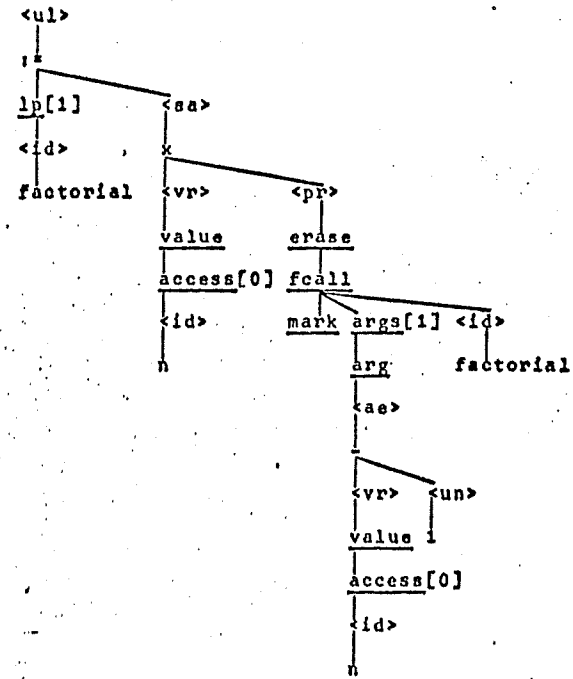 <ul>
:=
lp[1] <sa>
<id> ×
factorial <vr> <pr>
value erase
access[0] fcall
<id> mark args[1] <id>
n arg factorial
<ae>
-
<vr> <un>
value 1
access[0]
<id>
n